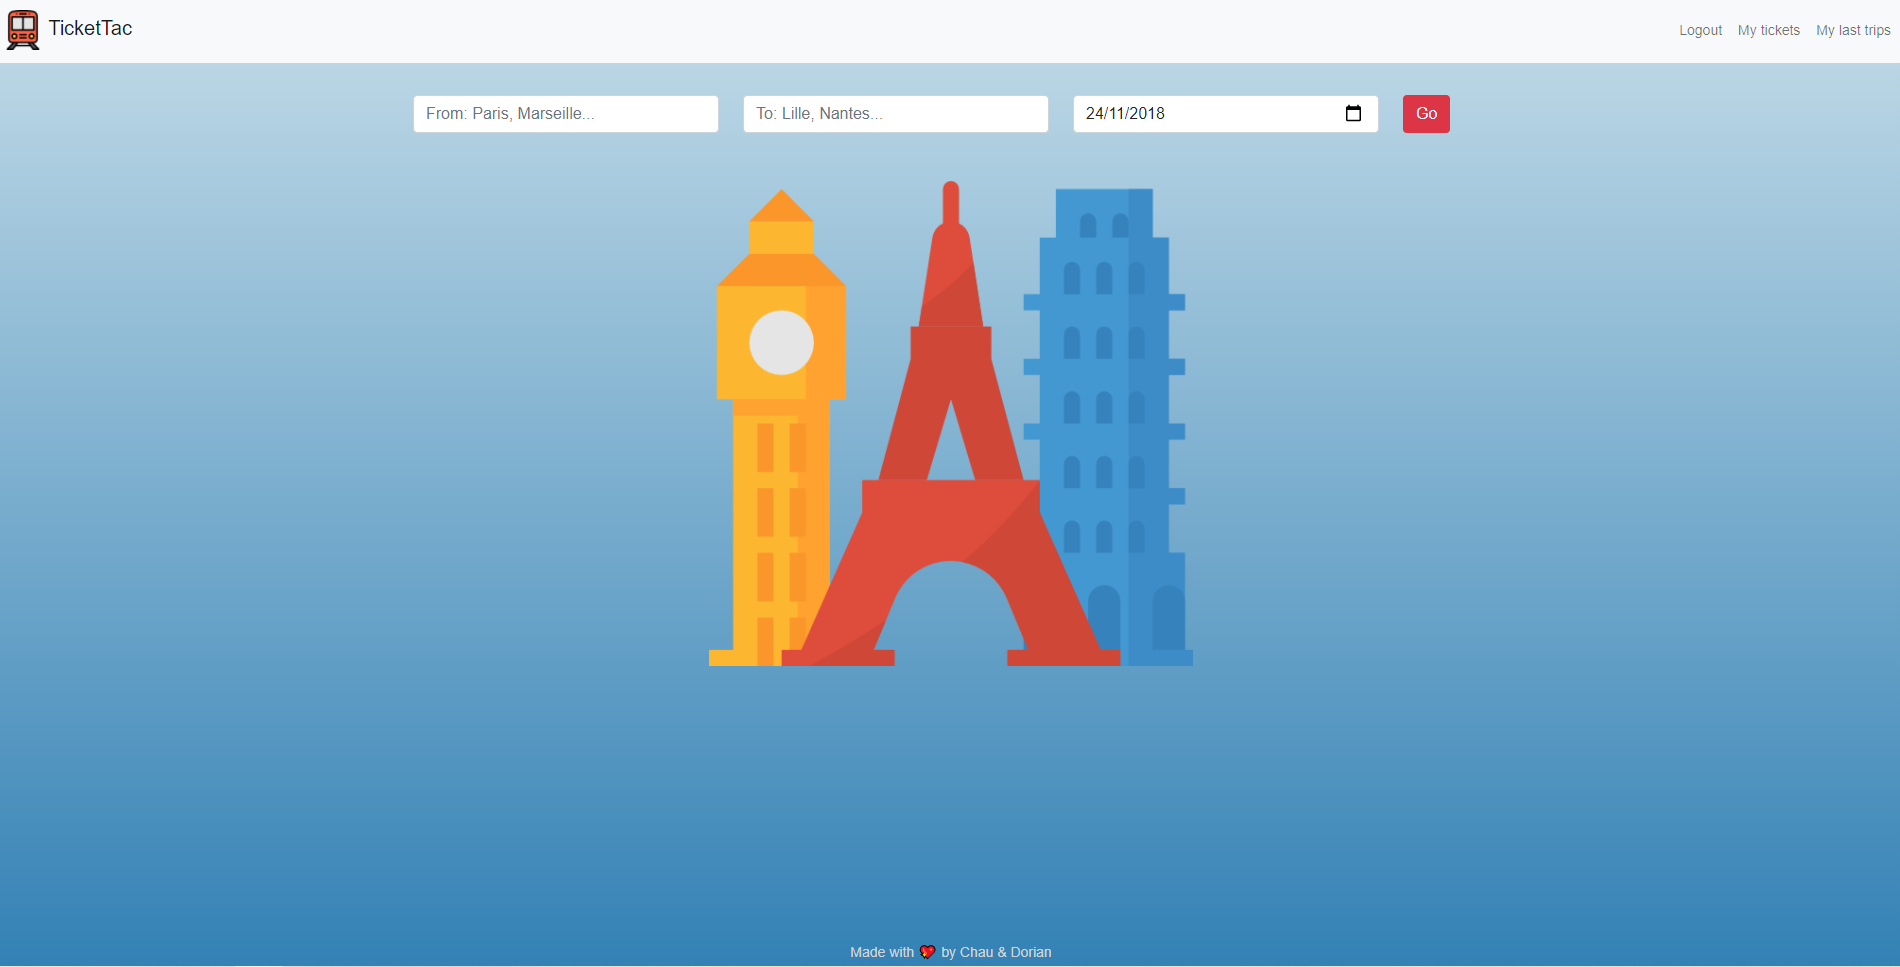 TicketTac
Logout My tickets My last trips
From: Paris, Marseille... To: Lille, Nantes... 24/11/2018 Go
Made with ❤️ by Chau & Dorian